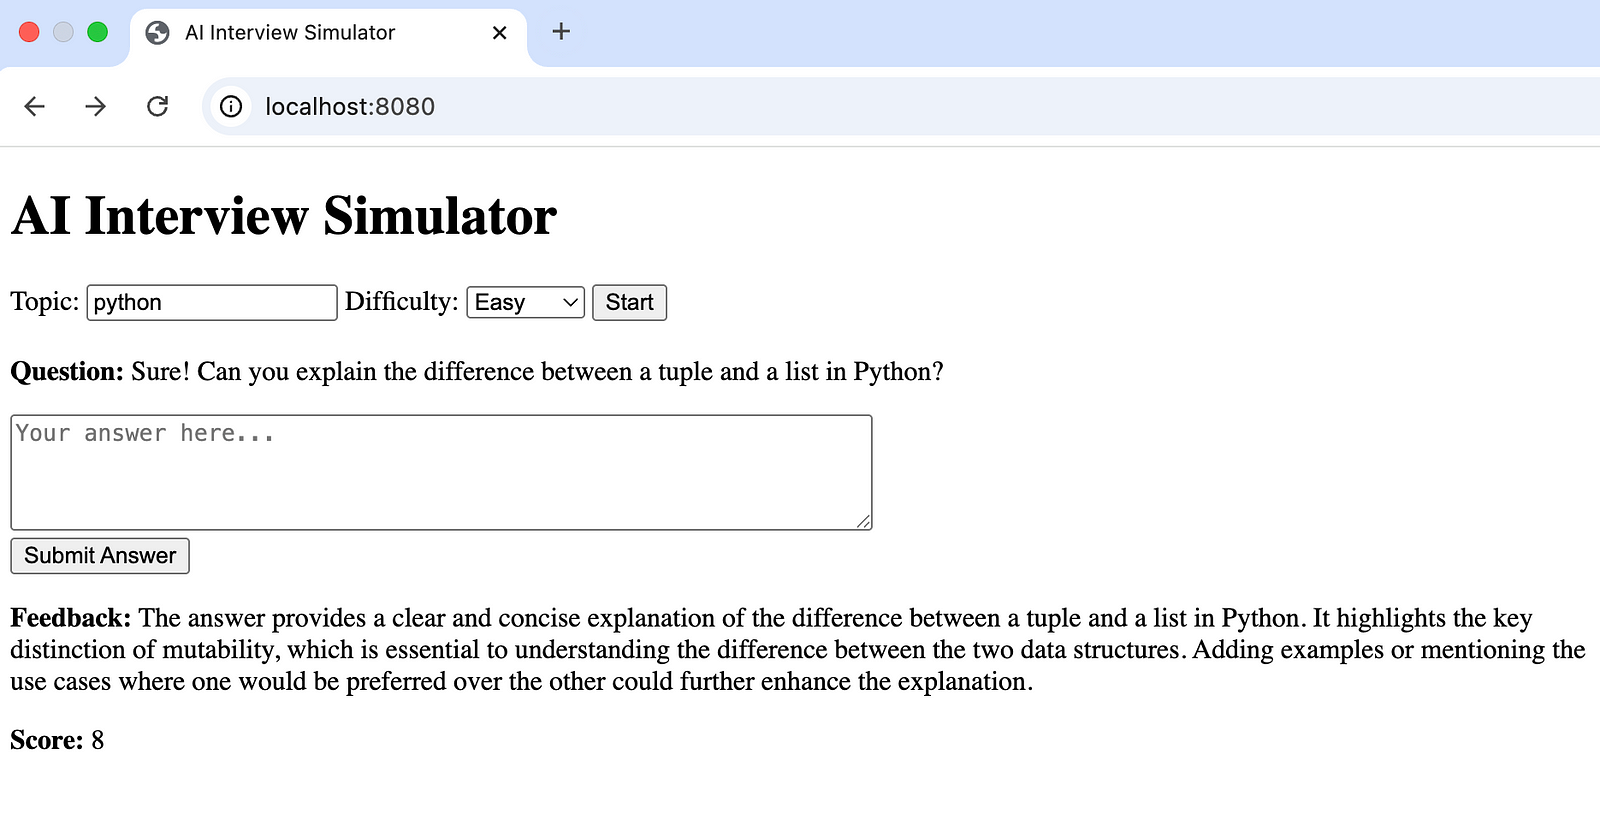 AI Interview Simulator
localhost:8080
AI Interview Simulator
Topic: python Difficulty: Easy Start
Question: Sure! Can you explain the difference between a tuple and a list in Python?
Your answer here...
Submit Answer
Feedback: The answer provides a clear and concise explanation of the difference between a tuple and a list in Python. It highlights the key
distinction of mutability, which is essential to understanding the difference between the two data structures. Adding examples or mentioning the
use cases where one would be preferred over the other could further enhance the explanation.
Score: 8